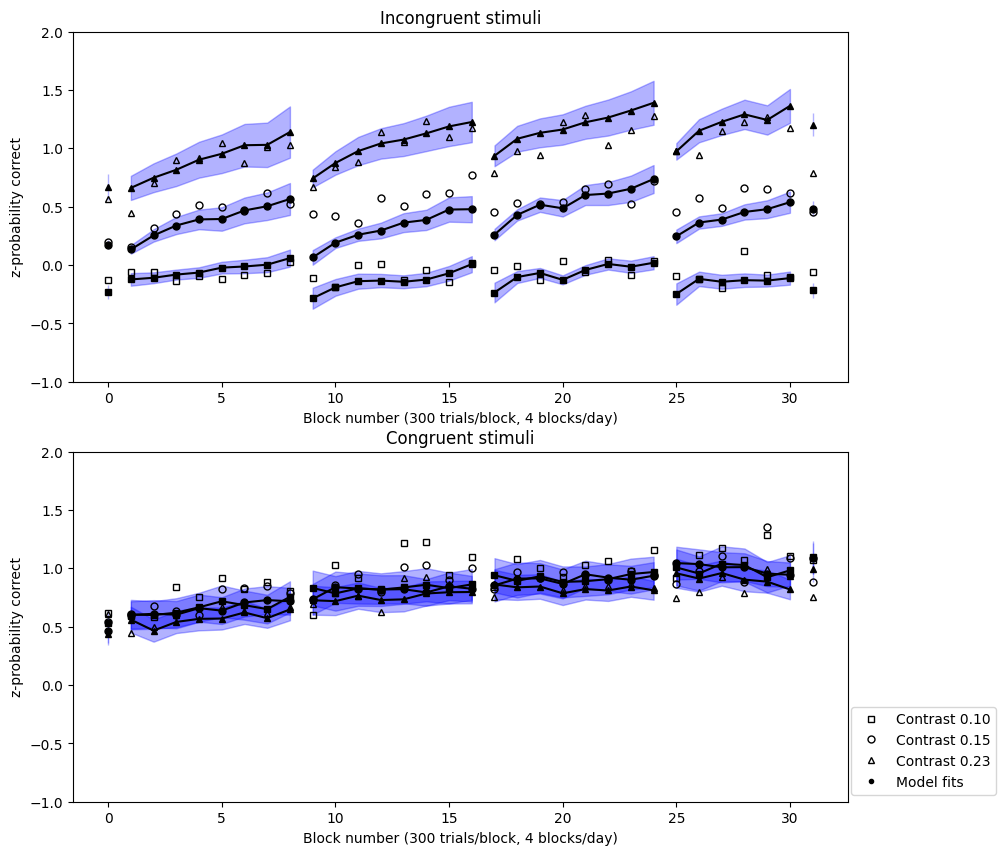 Incongruent stimuli
2.0
1.5
1.0
0.5
0.0
−0.5
−1.0
z-probability correct
0 5 10 15 20 25 30
Block number (300 trials/block, 4 blocks/day)
Congruent stimuli
2.0
1.5
1.0
0.5
0.0
−0.5
−1.0
z-probability correct
0 5 10 15 20 25 30
Block number (300 trials/block, 4 blocks/day)
Contrast 0.10
Contrast 0.15
Contrast 0.23
Model fits